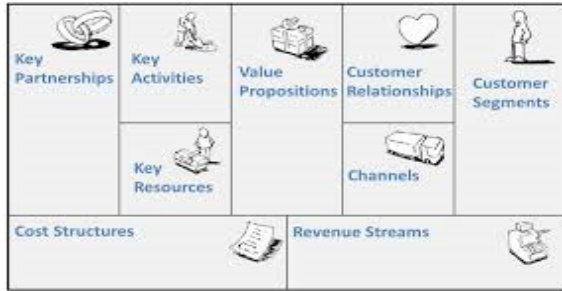 Key
Partnerships
Key
Activities
Value
Propositions
Customer
Relationships
Customer
Segments
Key
Resources
Channels
Cost Structures
Revenue Streams